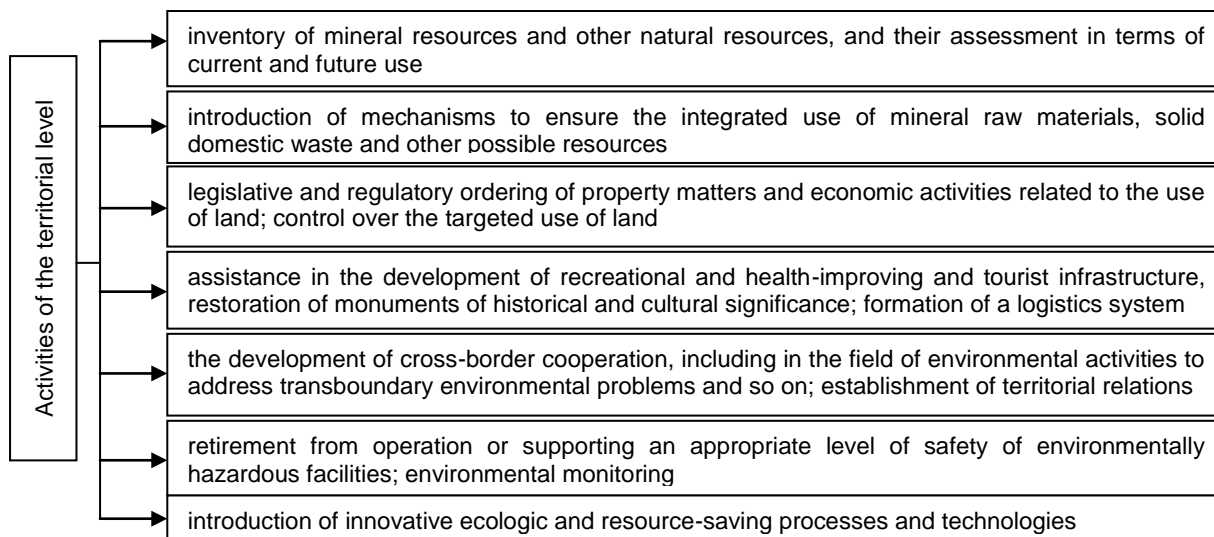 Activities of the territorial level
inventory of mineral resources and other natural resources, and their assessment in terms of
current and future use
introduction of mechanisms to ensure the integrated use of mineral raw materials, solid
domestic waste and other possible resources
legislative and regulatory ordering of property matters and economic activities related to the use
of land; control over the targeted use of land
assistance in the development of recreational and health-improving and tourist infrastructure,
restoration of monuments of historical and cultural significance; formation of a logistics system
the development of cross-border cooperation, including in the field of environmental activities to
address transboundary environmental problems and so on; establishment of territorial relations
retirement from operation or supporting an appropriate level of safety of environmentally
hazardous facilities; environmental monitoring
introduction of innovative ecologic and resource-saving processes and technologies